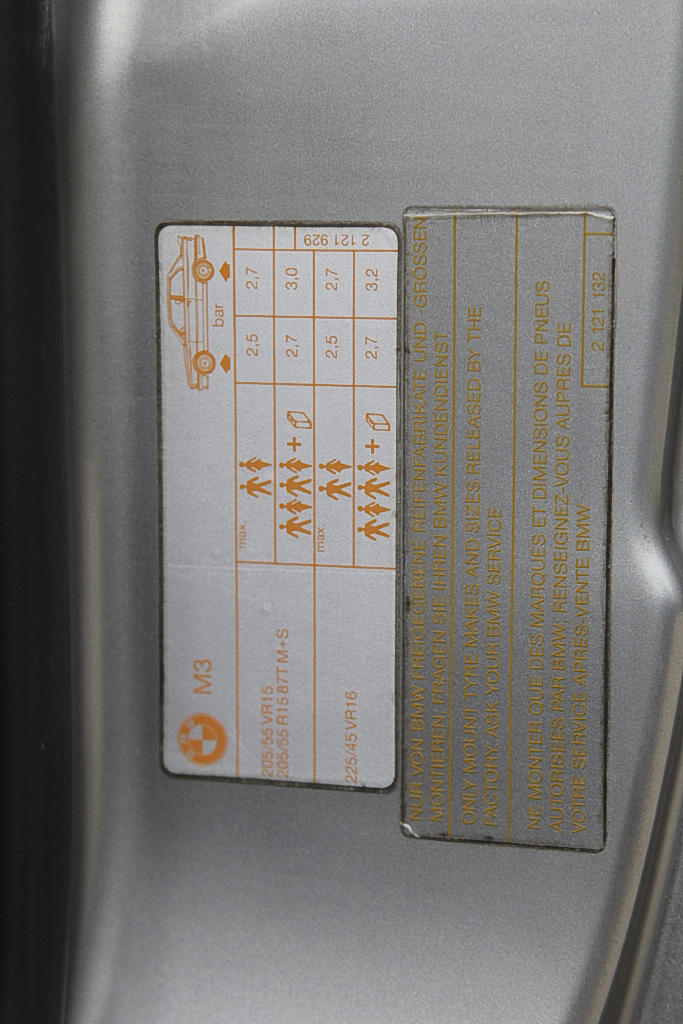 M3
bar
205/55 VR15
205/55 R15 87T M+S
max.
2,5 2,7
2,7 3,0
225/45 VR16
max.
2,5 2,7
2,7 3,2
2 121 929
NUR VON BMW FREIGEGEBENE REIFENFABRIKATE UND -GRÖSSEN
MONTIEREN, FRAGEN SIE IHREN BMW KUNDENDIENST
ONLY MOUNT TYRE MAKES AND SIZES RELEASED BY THE
FACTORY. ASK YOUR BMW SERVICE
NE MONTER QUE DES MARQUES ET DIMENSIONS DE PNEUS
AUTORISEES PAR BMW; RENSEIGNEZ-VOUS AUPRES DE
VOTRE SERVICE APRES-VENTE BMW
2 121 132